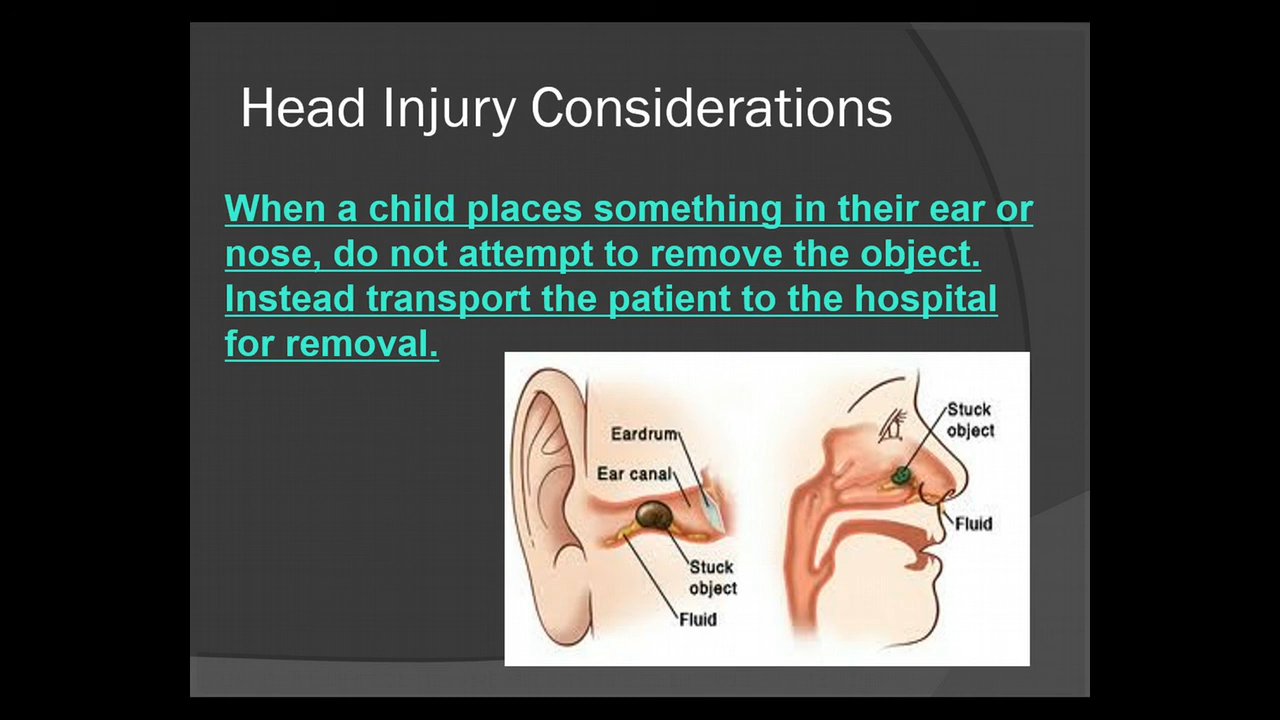 Head Injury Considerations
When a child places something in their ear or
nose, do not attempt to remove the object.
Instead transport the patient to the hospital
for removal.
Eardrum
Ear canal
Stuck
object
Fluid
Stuck
object
Fluid